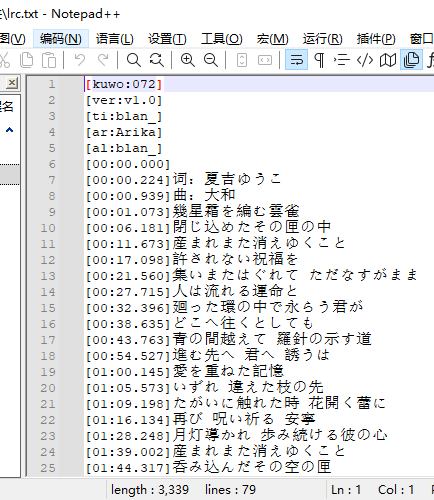 \lrc.txt - Notepad++
图(V) 编码(N) 语言(L) 设置(T) 工具(O) 宏(M) 运行(R) 插件(P) 窗口
名
1 [kuwo:072]
2 [ver:v1.0]
3 [ti:blan_]
4 [ar:Arika]
5 [al:blan_]
6 [00:00.000]
7 [00:00.224]词：夏吉ゆうこ
8 [00:00.939]曲：大和
9 [00:01.073]幾星霜を編む雲雀
10 [00:06.181]閉じ込めたその匣の中
11 [00:11.673]産まれまた消えゆくこと
12 [00:17.098]許されない祝福を
13 [00:21.560]集いまたはぐれて ただなすがまま
14 [00:27.715]人は流れる運命と
15 [00:32.396]廻った環の中で永らう君が
16 [00:38.635]どこへ往くとしても
17 [00:43.763]青の間越えて 羅針の示す道
18 [00:54.527]進む先へ 君へ 誘うは
19 [01:00.145]愛を重ねた記憶
20 [01:05.573]いずれ 違えた枝の先
21 [01:09.198]たがいに触れた時 花開く蕾に
22 [01:16.134]再び 呪い祈る 安寧
23 [01:28.248]月灯導かれ 歩み続ける彼の心
24 [01:39.002]産まれまた消えゆくこと
25 [01:44.317]呑み込んだその空の匣
length : 3,339 lines : 79 Ln : 1 Col : 1 P